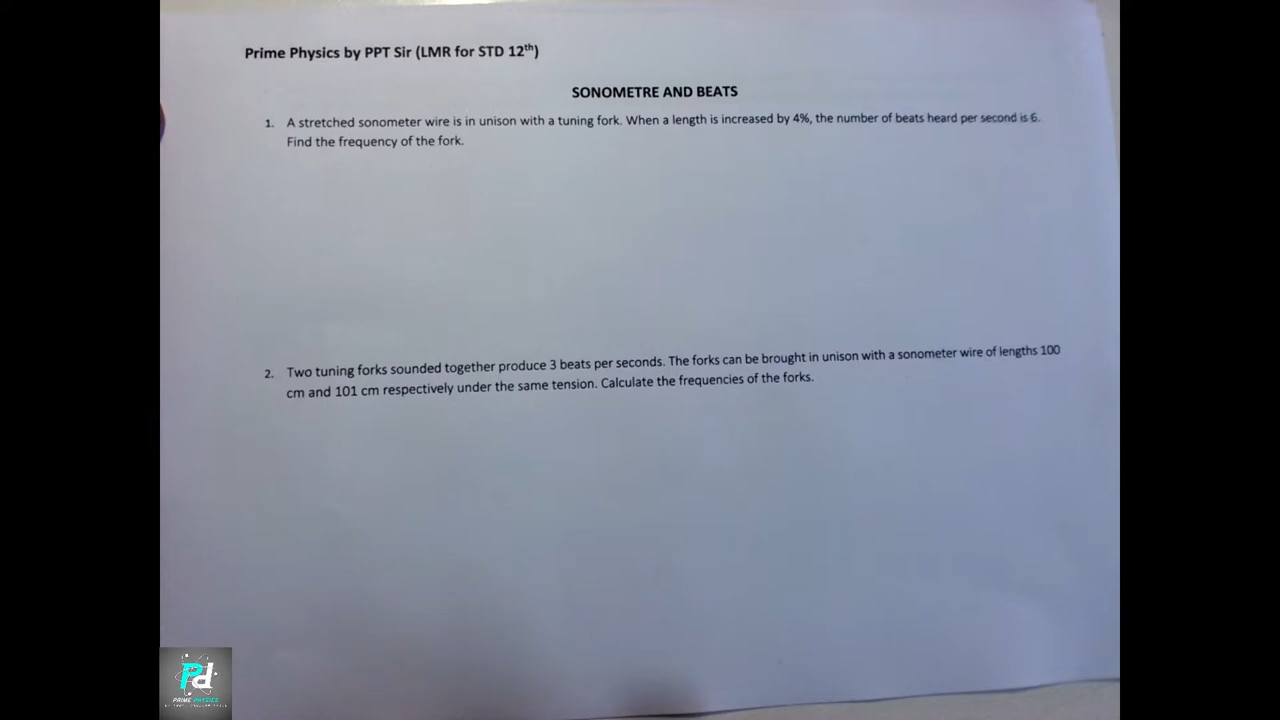 Prime Physics by PPT Sir (LMR for STD 12th)
SONOMETRE AND BEATS
1. A stretched sonometer wire is in unison with a tuning fork. When a length is increased by 4%, the number of beats heard per second is 6.
Find the frequency of the fork.
2. Two tuning forks sounded together produce 3 beats per seconds. The forks can be brought in unison with a sonometer wire of lengths 100
cm and 101 cm respectively under the same tension. Calculate the frequencies of the forks.
Pd
PRIME PHYSICS